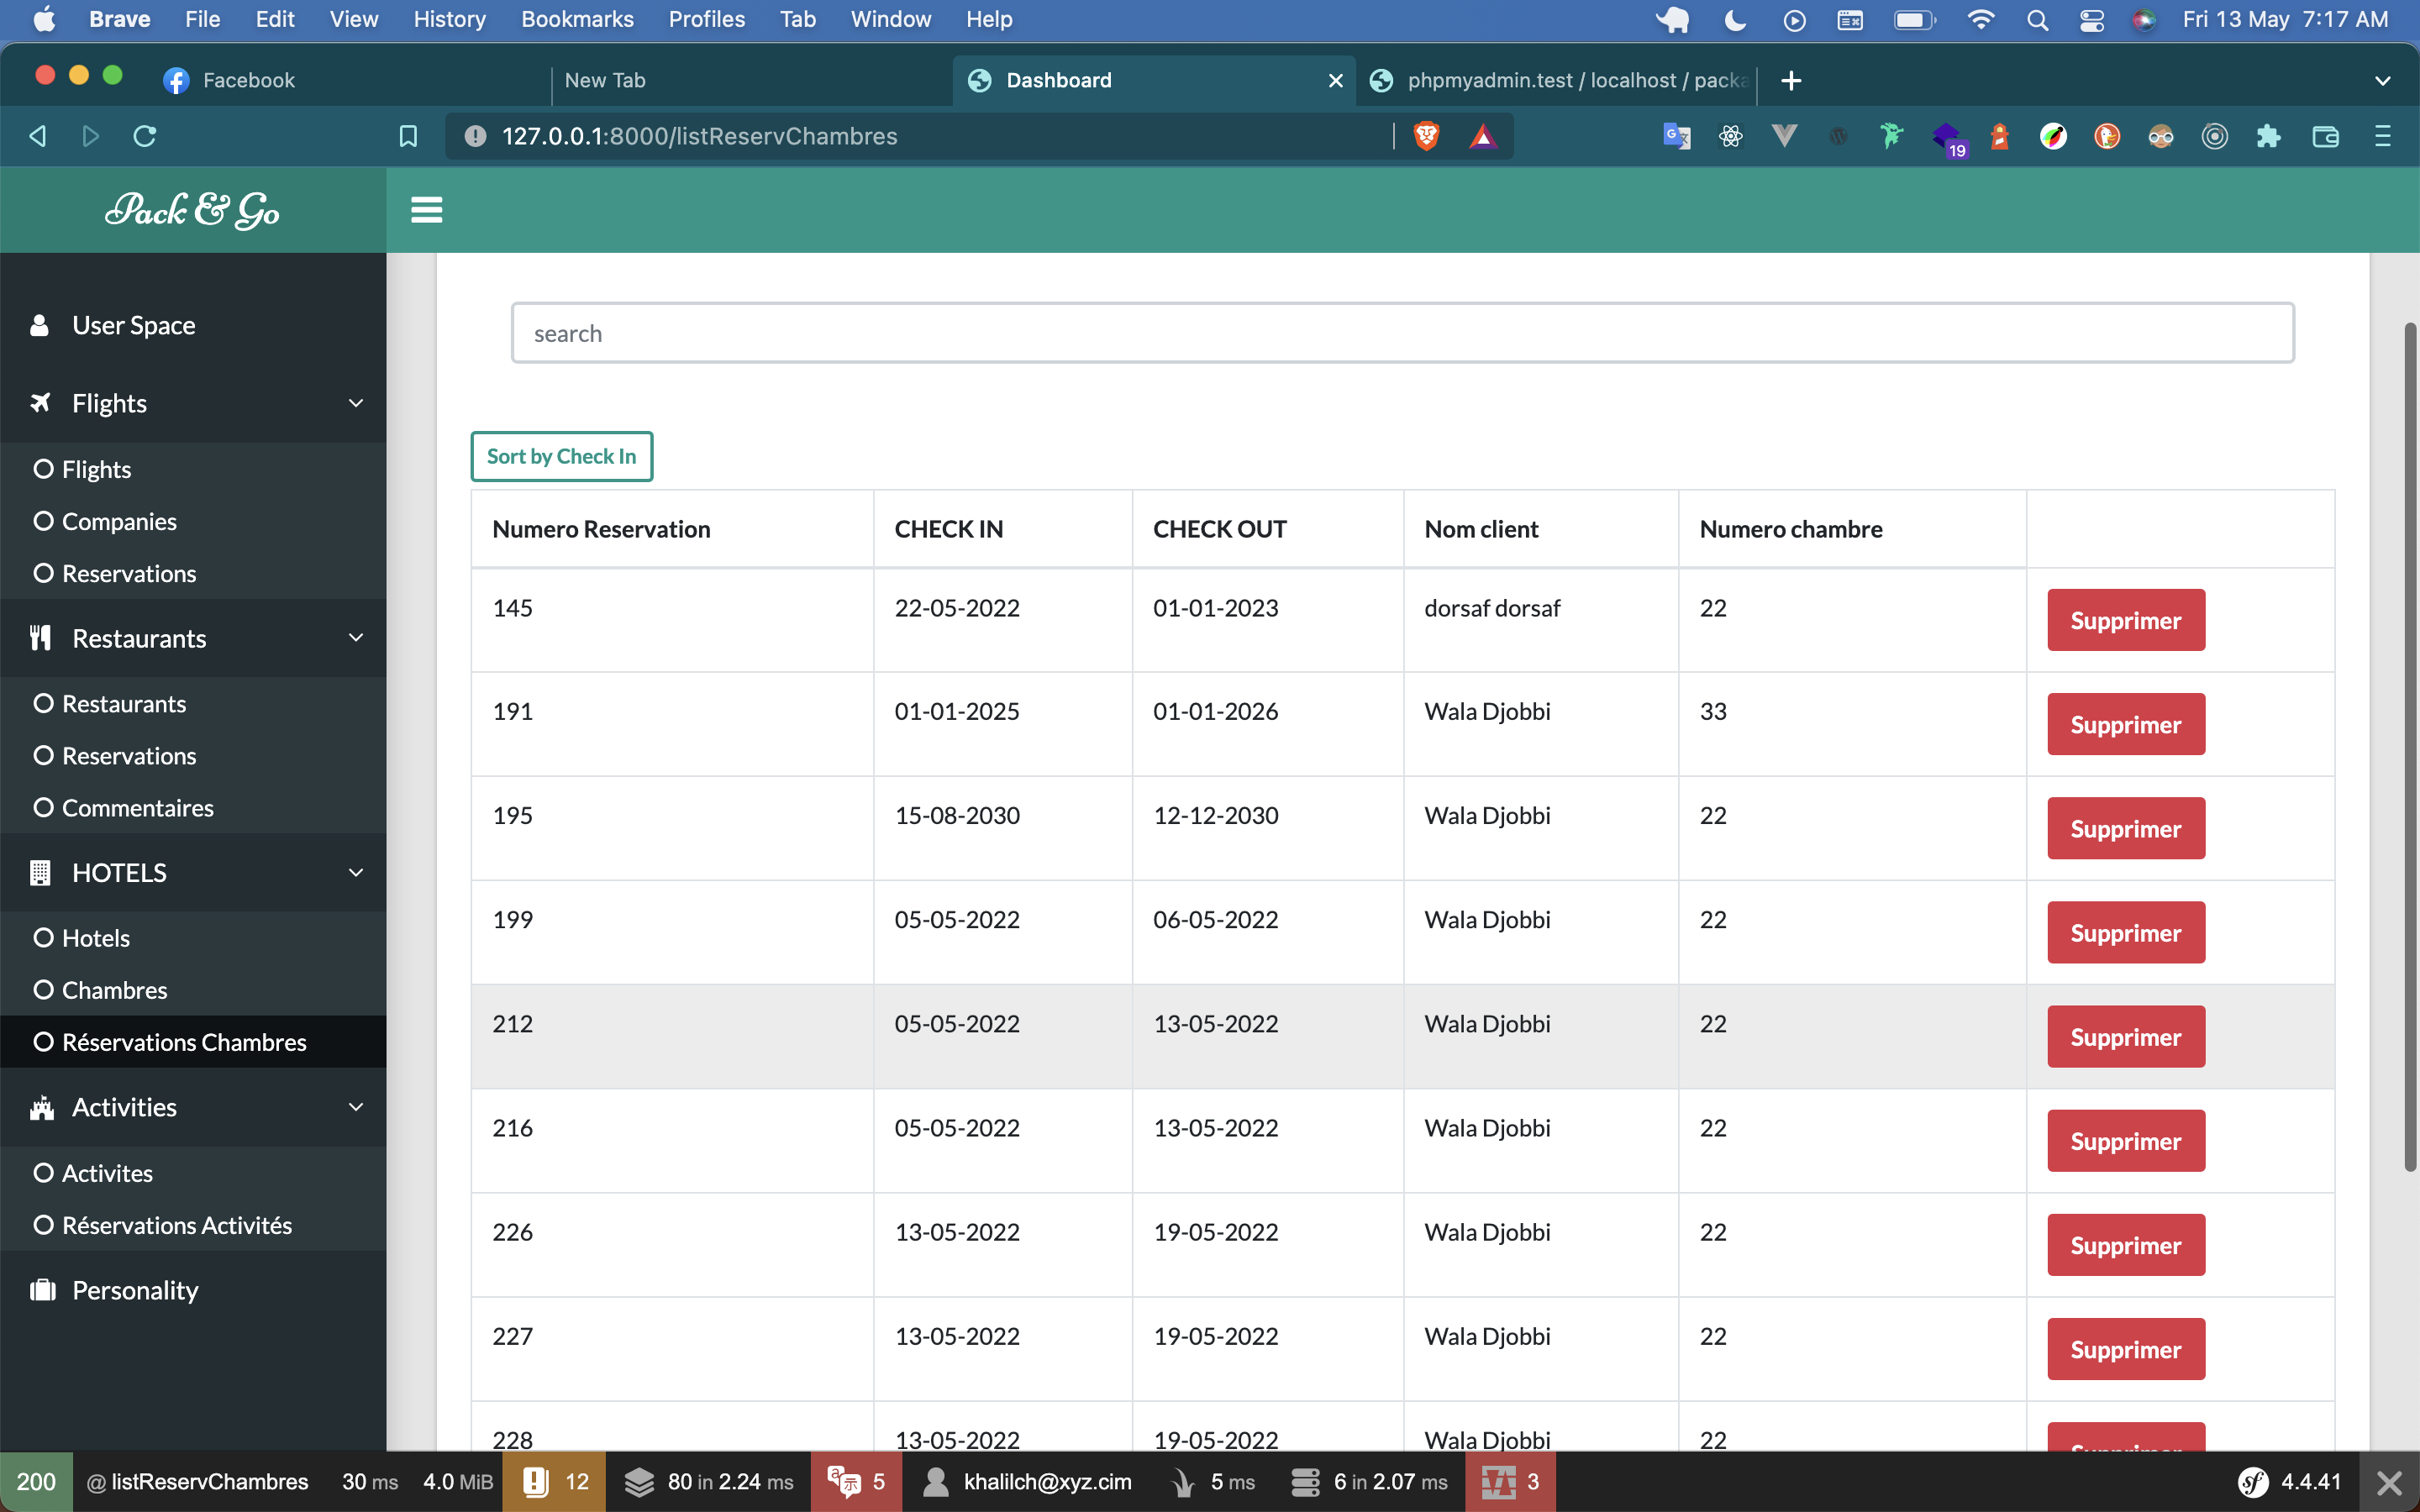 Brave File Edit View History Bookmarks Profiles Tab Window Help Fri 13 May 7:17 AM
Facebook New Tab Dashboard phpmyadmin.test / localhost / packa
127.0.0.1:8000/listReservChambres 19
Pack & Go
User Space
Flights
Flights
Companies
Reservations
Restaurants
Restaurants
Reservations
Commentaires
HOTELS
Hotels
Chambres
Réservations Chambres
Activities
Activites
Réservations Activités
Personality
search
Sort by Check In
Numero Reservation CHECK IN CHECK OUT Nom client Numero chambre
145 22-05-2022 01-01-2023 dorsaf dorsaf 22 Supprimer
191 01-01-2025 01-01-2026 Wala Djobbi 33 Supprimer
195 15-08-2030 12-12-2030 Wala Djobbi 22 Supprimer
199 05-05-2022 06-05-2022 Wala Djobbi 22 Supprimer
212 05-05-2022 13-05-2022 Wala Djobbi 22 Supprimer
216 05-05-2022 13-05-2022 Wala Djobbi 22 Supprimer
226 13-05-2022 19-05-2022 Wala Djobbi 22 Supprimer
227 13-05-2022 19-05-2022 Wala Djobbi 22 Supprimer
228 13-05-2022 19-05-2022 Wala Djobbi 22
200 @ listReservChambres 30 ms 4.0 MiB 12 80 in 2.24 ms 5 khalilch@xyz.cim 5 ms 6 in 2.07 ms 3 4.4.41